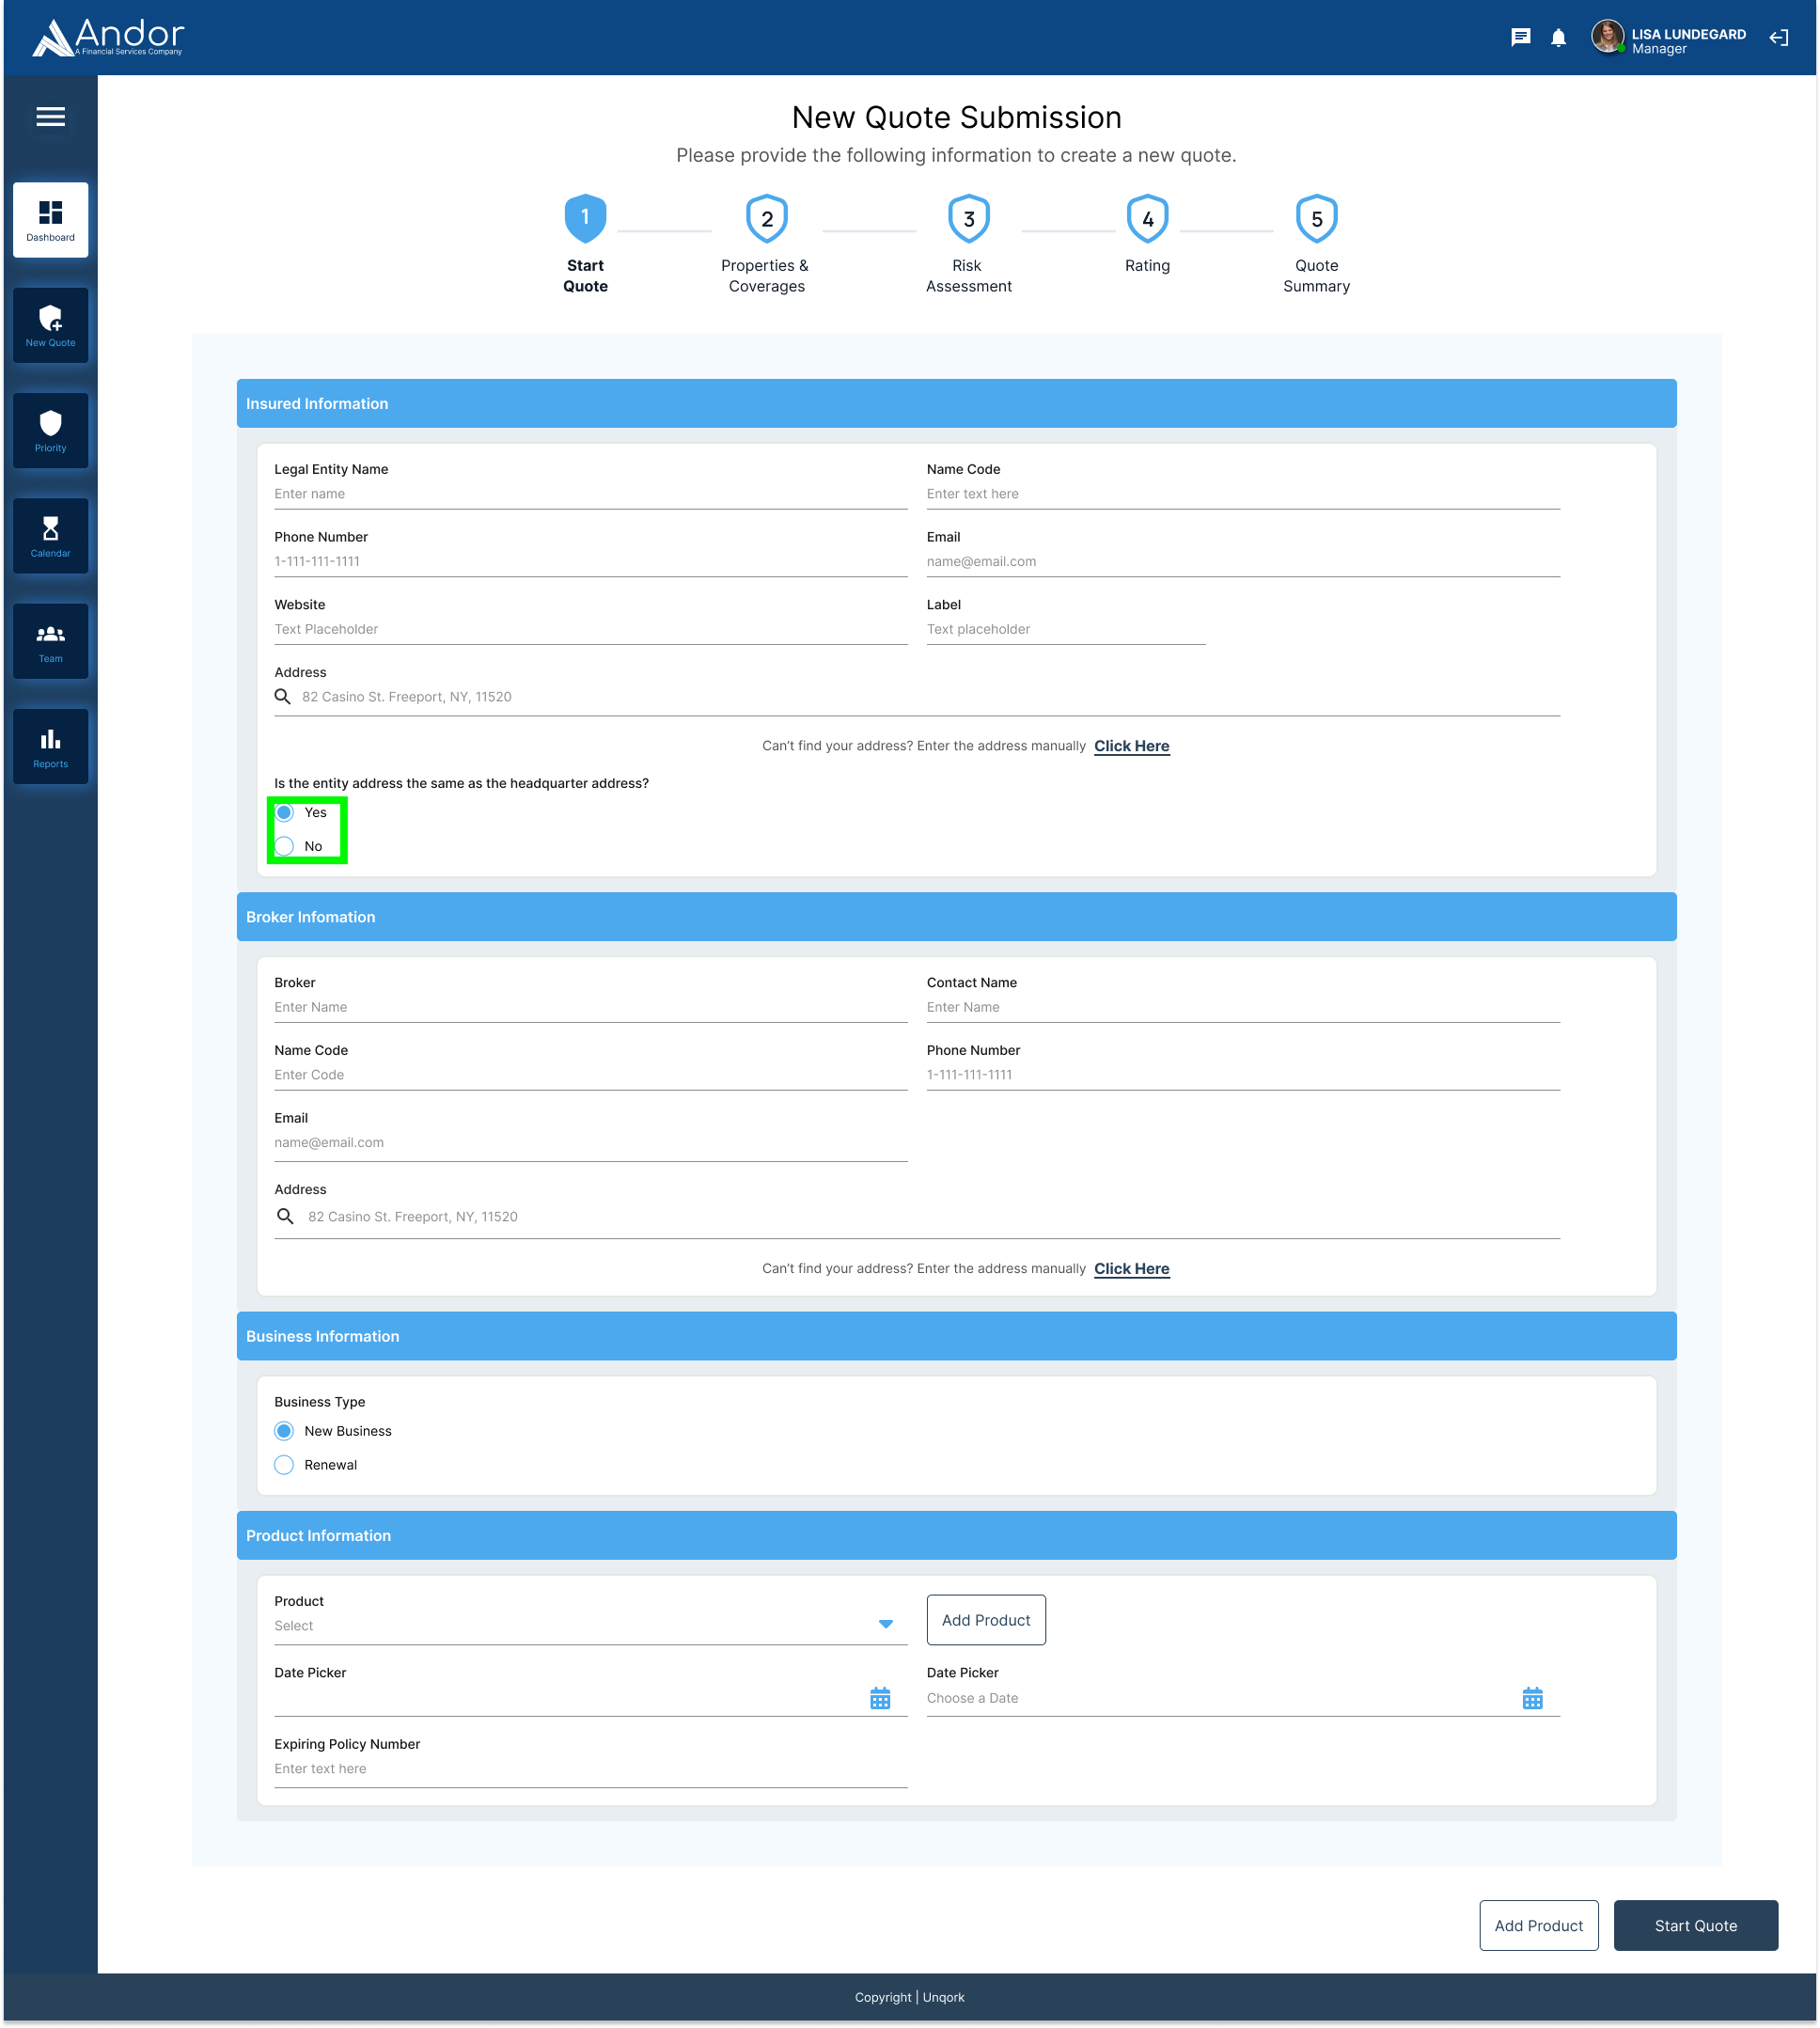 Andor
A Financial Services Company
LISA LUNDEGARD
Manager
Dashboard
New Quote
Priority
Calendar
Team
Reports
New Quote Submission
Please provide the following information to create a new quote.
1
2
3
4
5
Start
Quote
Properties &
Coverages
Risk
Assessment
Rating
Quote
Summary
Insured Information
Legal Entity Name
Enter name
Name Code
Enter text here
Phone Number
1-111-111-1111
Email
name@email.com
Website
Text Placeholder
Label
Text placeholder
Address
82 Casino St. Freeport, NY, 11520
Can't find your address? Enter the address manually Click Here
Is the entity address the same as the headquarter address?
Yes
No
Broker Infomation
Broker
Enter Name
Contact Name
Enter Name
Name Code
Enter Code
Phone Number
1-111-111-1111
Email
name@email.com
Address
82 Casino St. Freeport, NY, 11520
Can't find your address? Enter the address manually Click Here
Business Information
Business Type
New Business
Renewal
Product Information
Product
Select
Add Product
Date Picker
Date Picker
Choose a Date
Expiring Policy Number
Enter text here
Add Product
Start Quote
Copyright | Unqork